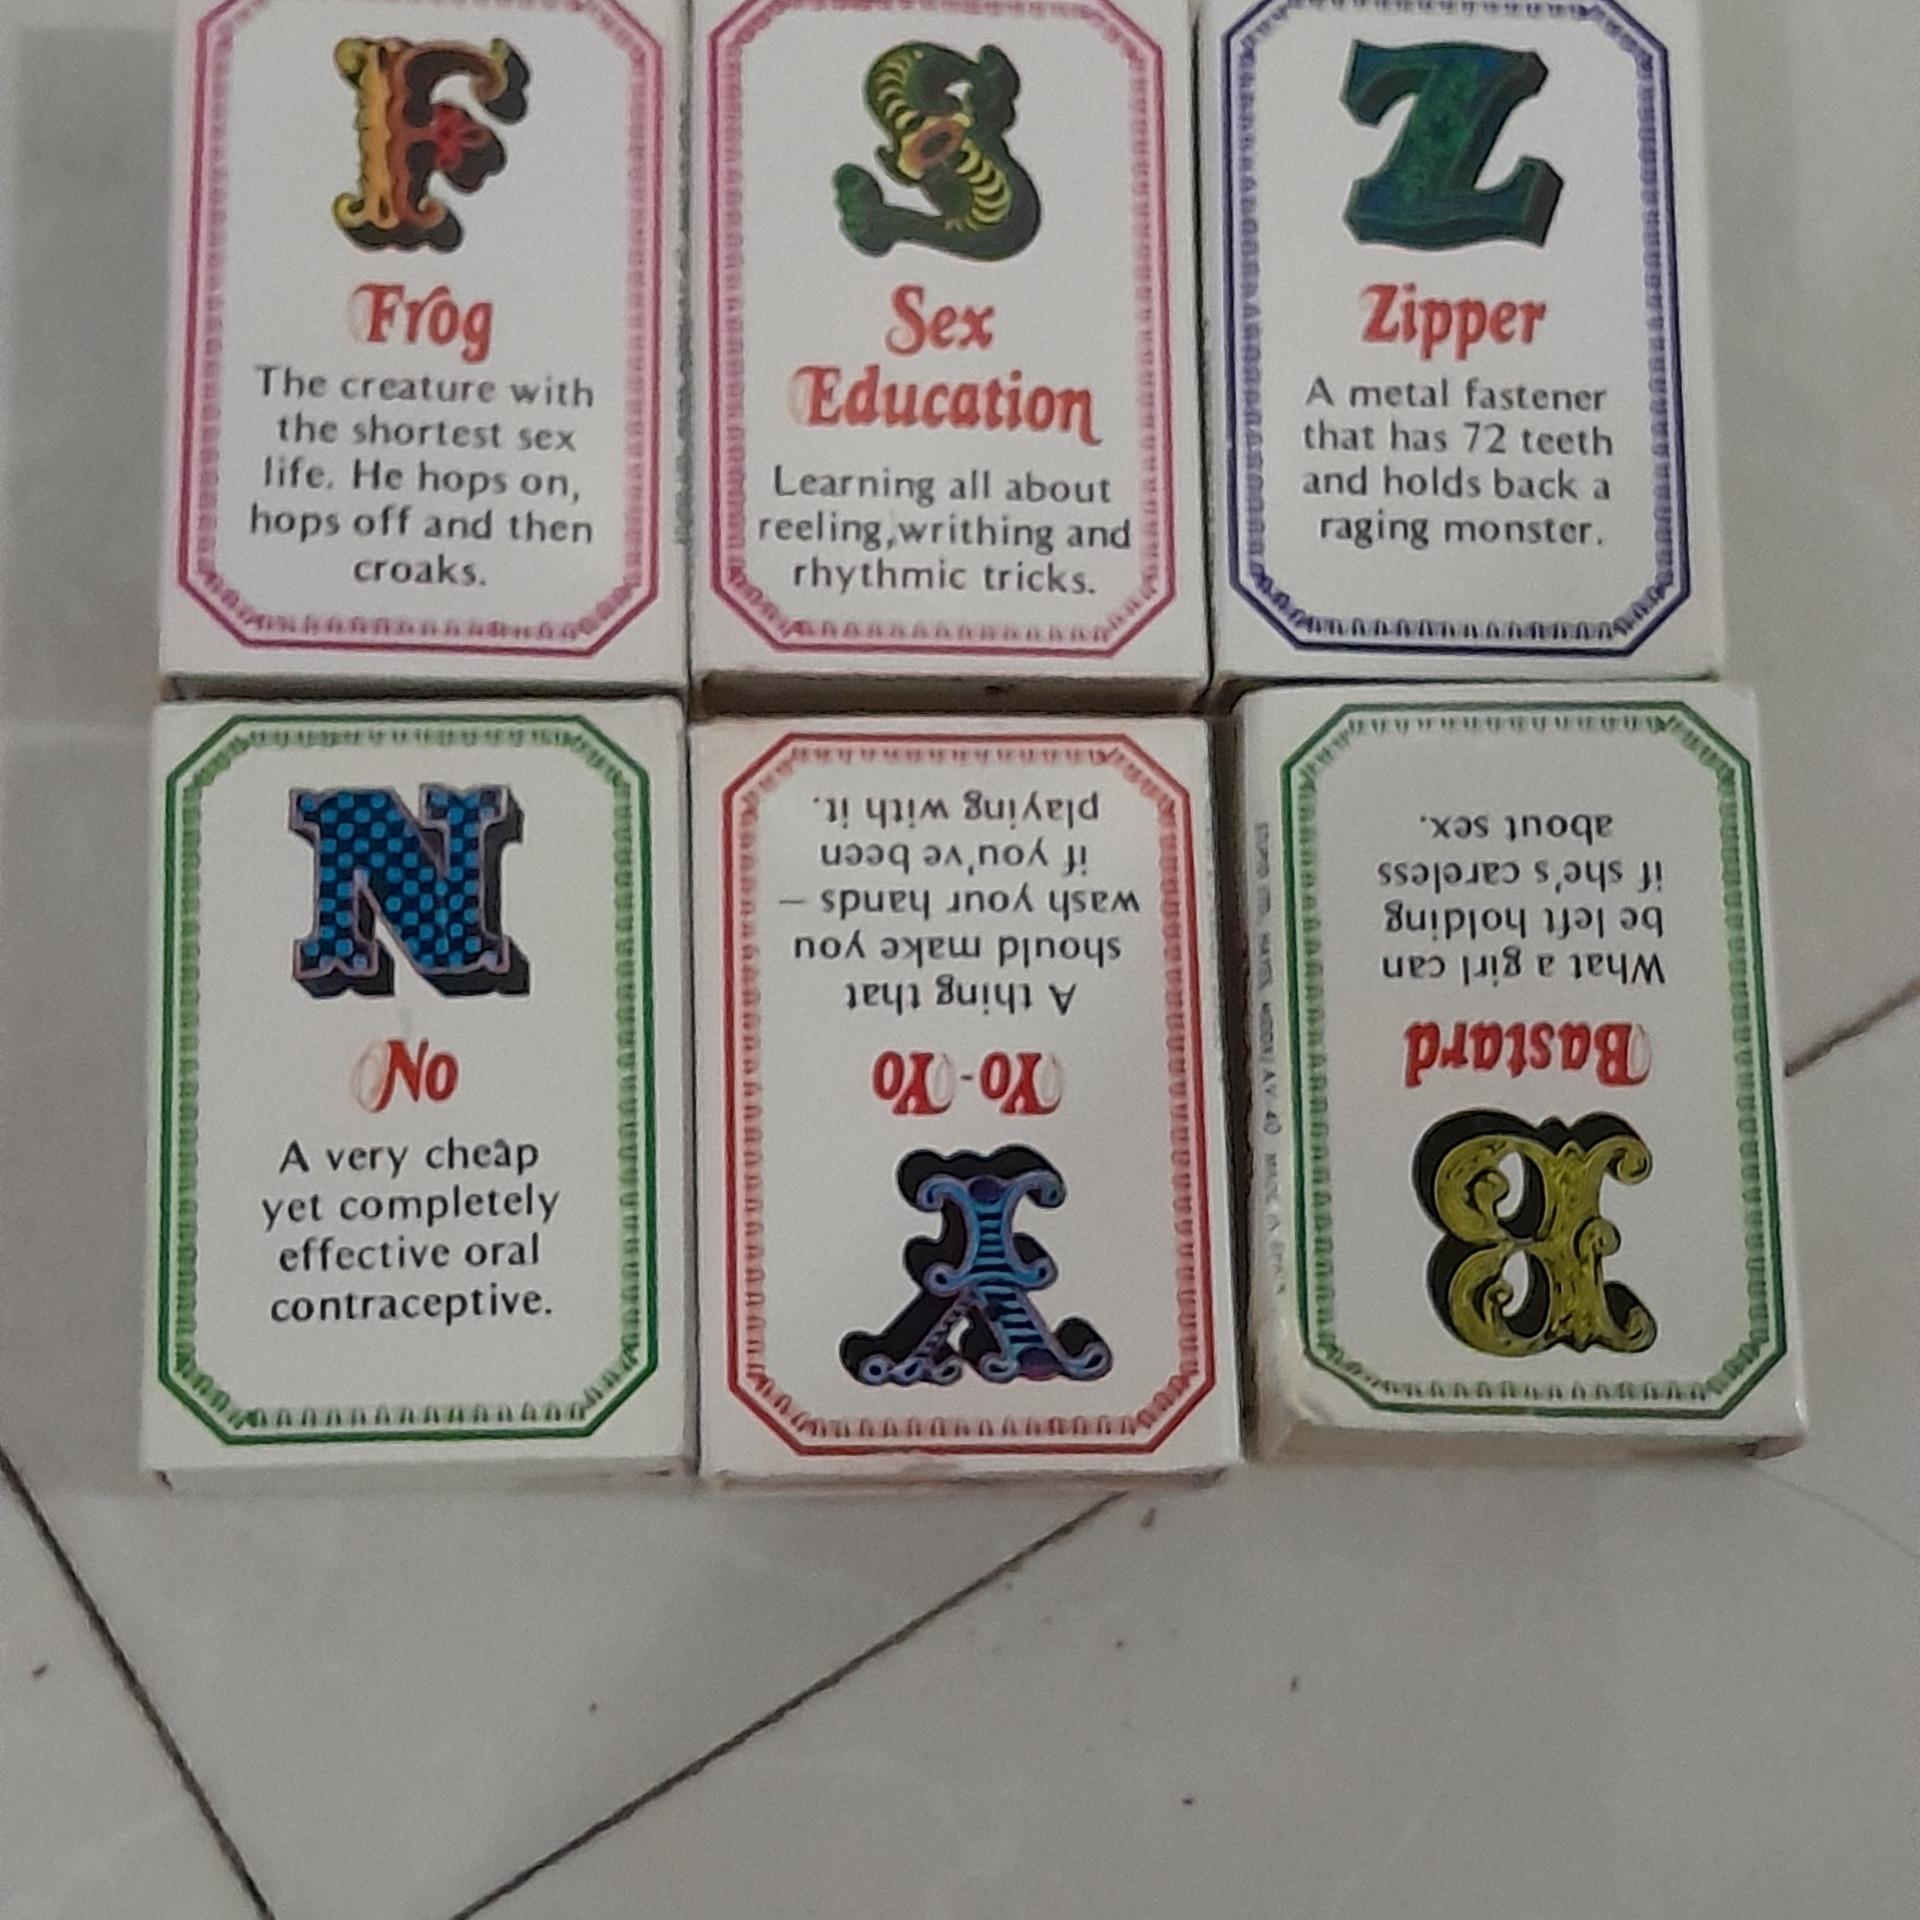 F
Frog
The creature with
the shortest sex
life. He hops on,
hops off and then
croaks.
S
Sex
Education
Learning all about
reeling,writhing and
rhythmic tricks.
Z
Zipper
A metal fastener
that has 72 teeth
and holds back a
raging monster.
N
No
A very cheap
yet completely
effective oral
contraceptive.
Y
Yo-Yo
A thing that
should make you
wash your hands –
if you've been
playing with it.
B
Bastard
What a girl can
be left holding
if she's careless
about sex.